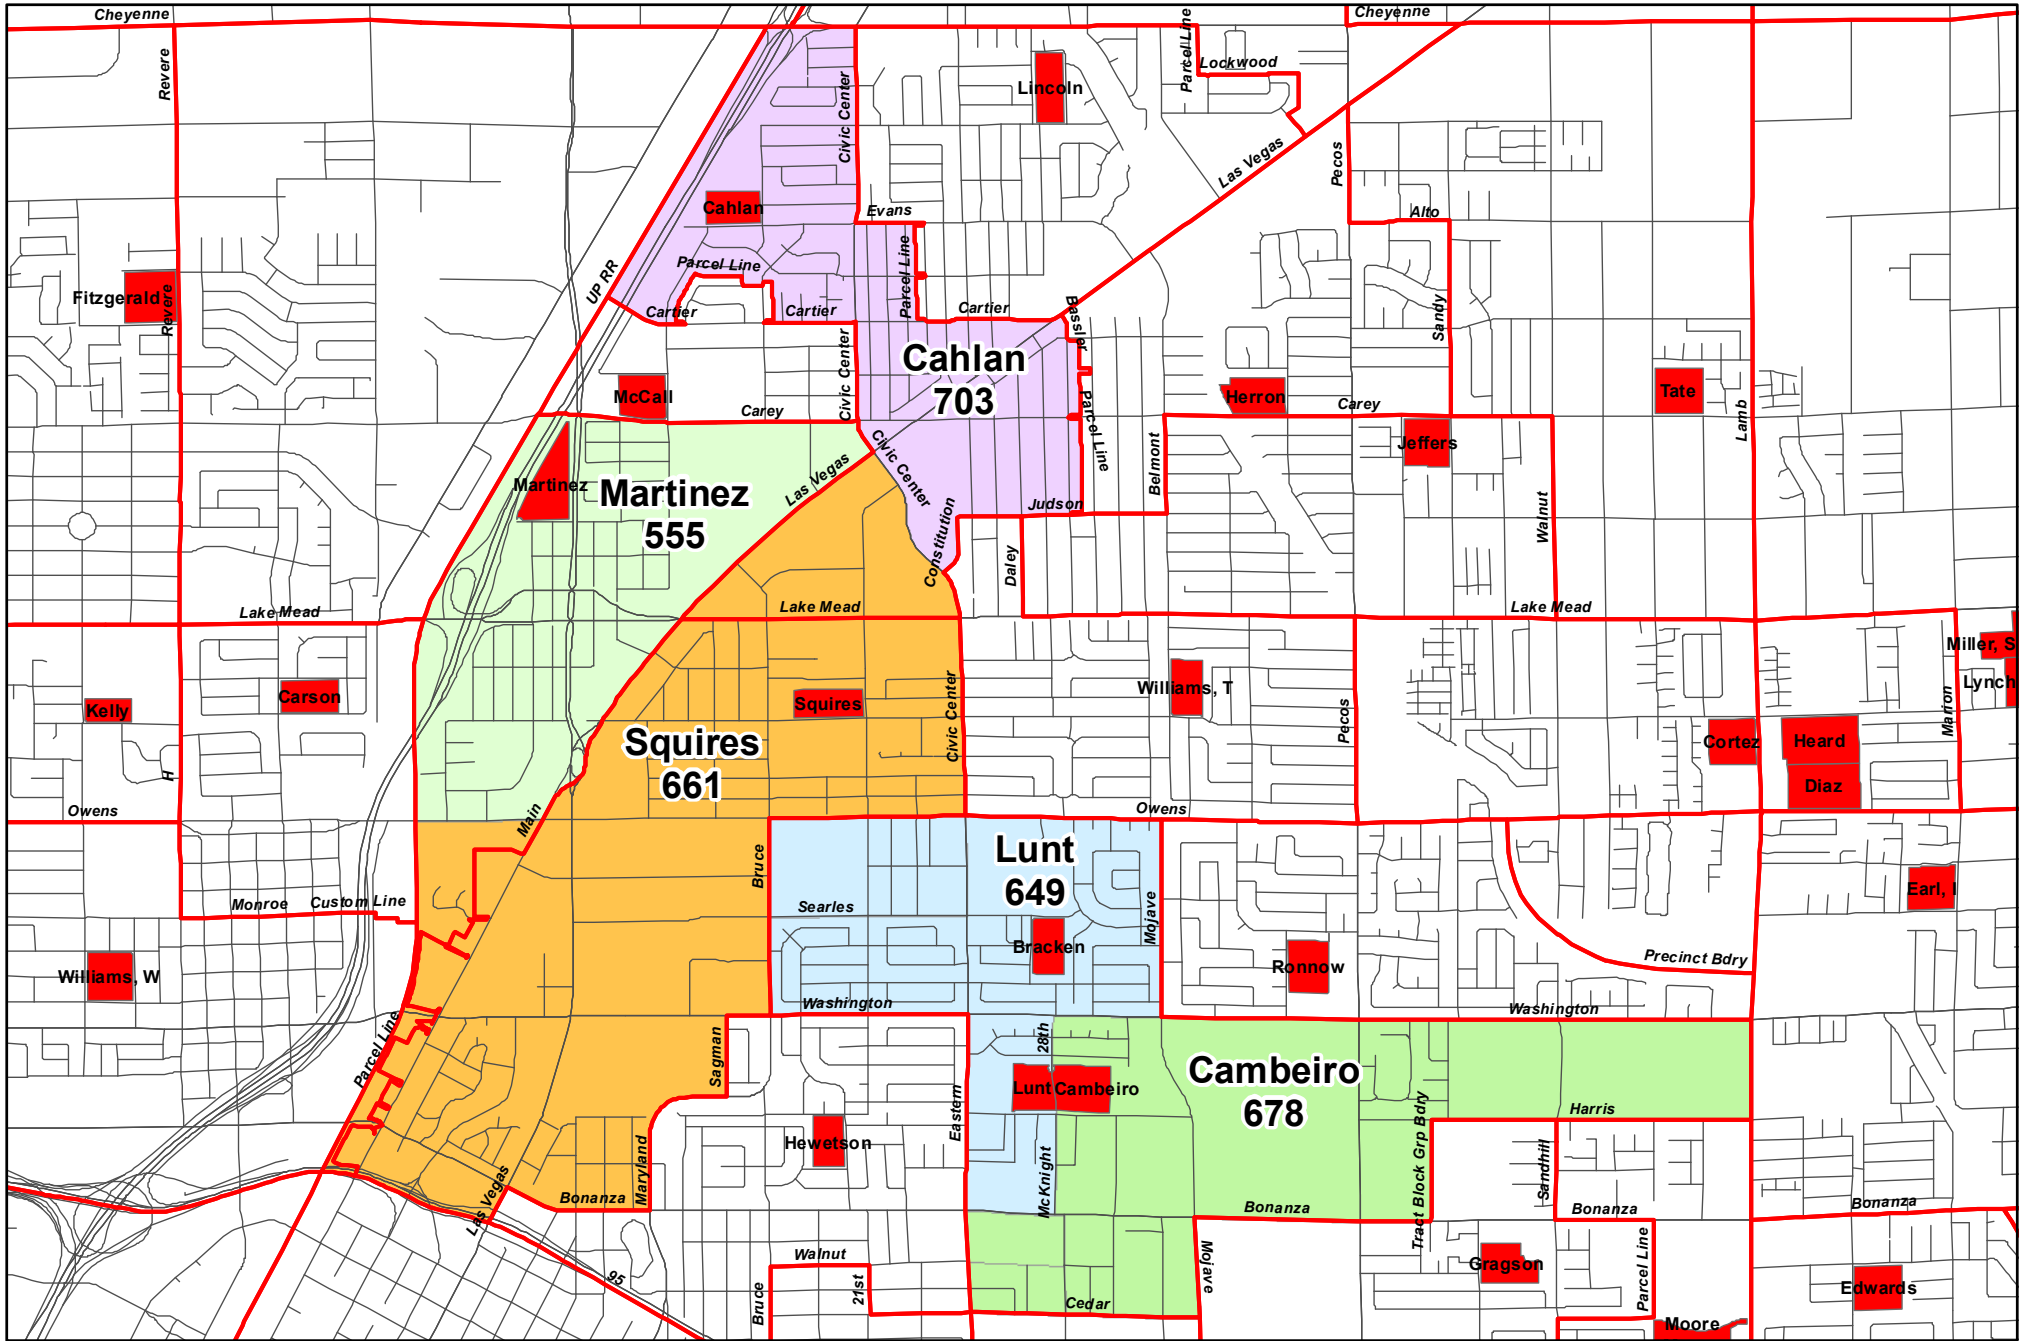 Cheyenne
Cheyenne
Revere
Civic Center
Lincoln
Parcel Line
Lockwood
Las Vegas
Pecos
Cahlan
Evans
Alto
UP RR
Parcel Line
Parcel Line
Fitzgerald
Revere
Cartier
Cartier
Cartier
Bassler
Sandy
Civic Center
Cahlan
703
McCall
Carey
Herron
Carey
Tate
Lamb
Parcel Line
Jeffers
Belmont
Las Vegas
Civic Center
Martinez
Martinez
555
Judson
Walnut
Constitution
Daley
Lake Mead
Lake Mead
Lake Mead
Miller, S
Lynch
Williams, T
Kelly
Carson
Squires
Civic Center
Pecos
Marion
Squires
661
Cortez
Heard
Diaz
H
Owens
Main
Owens
Bruce
Lunt
649
Earl, I
Monroe
Custom Line
Searles
Mojave
Bracken
Ronnow
Precinct Bdry
Williams, W
Washington
Washington
Parcel Line
Sagman
28th
Lunt
Cambeiro
Cambeiro
678
Harris
Eastern
Hewetson
Tract Block Grp Bdry
Maryland
McKnight
Sandhill
Las Vegas
Bonanza
Bonanza
Bonanza
Bonanza
Walnut
Mojave
Gragson
Parcel Line
95
Bruce
21st
Cedar
Edwards
Moore